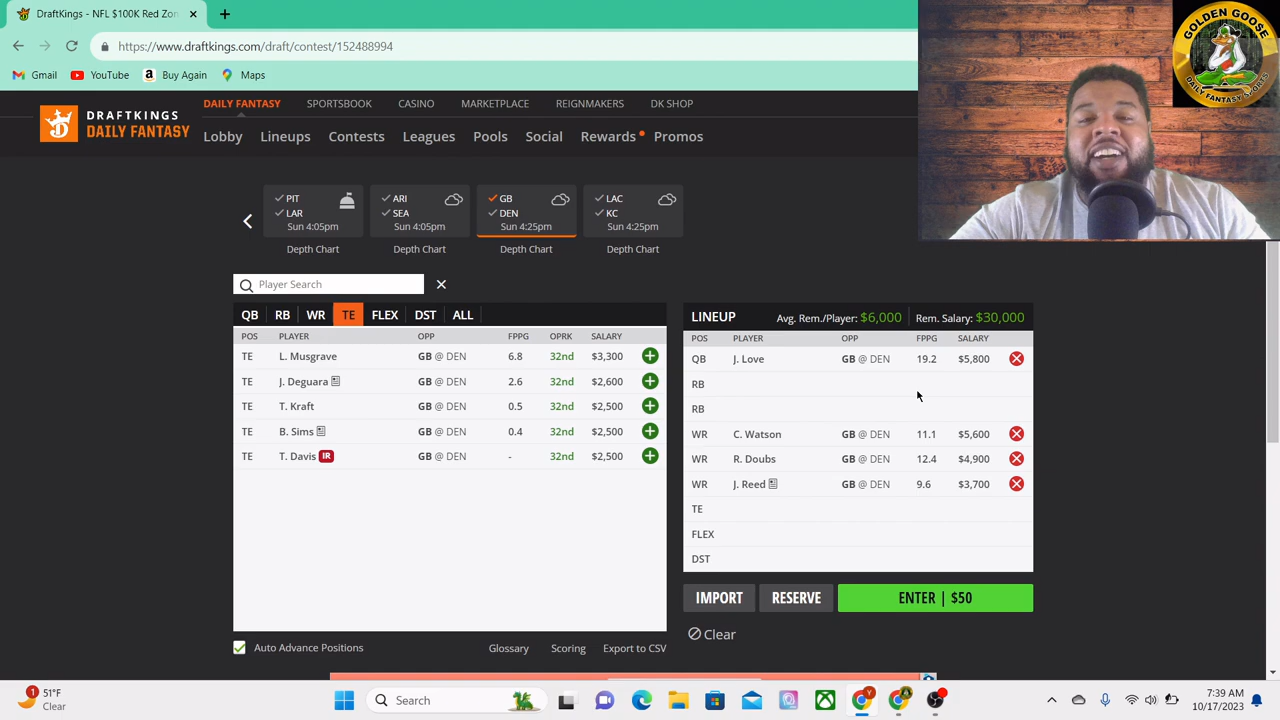 DraftKings - NFL $100K Red Zon
https://www.draftkings.com/draft/contest/152488994
Gmail YouTube Buy Again Maps
GOLDEN GOOSE
DAILY FANTASY SPORTS
DAILY FANTASY SPORTSBOOK CASINO MARKETPLACE REIGNMAKERS DK SHOP
DRAFTKINGS
DAILY FANTASY
Lobby Lineups Contests Leagues Pools Social Rewards Promos
PIT
LAR
Sun 4:05pm
Depth Chart
ARI
SEA
Sun 4:05pm
Depth Chart
GB
DEN
Sun 4:25pm
Depth Chart
LAC
KC
Sun 4:25pm
Depth Chart
Player Search
QB RB WR TE FLEX DST ALL
POS PLAYER OPP FPPG OPRK SALARY
TE L. Musgrave GB @ DEN 6.8 32nd $3,300
TE J. Deguara GB @ DEN 2.6 32nd $2,600
TE T. Kraft GB @ DEN 0.5 32nd $2,500
TE B. Sims GB @ DEN 0.4 32nd $2,500
TE T. Davis IR GB @ DEN - 32nd $2,500
Auto Advance Positions Glossary Scoring Export to CSV
LINEUP Avg. Rem./Player: $6,000 Rem. Salary: $30,000
POS PLAYER OPP FPPG SALARY
QB J. Love GB @ DEN 19.2 $5,800
RB
RB
WR C. Watson GB @ DEN 11.1 $5,600
WR R. Doubs GB @ DEN 12.4 $4,900
WR J. Reed GB @ DEN 9.6 $3,700
TE
FLEX
DST
IMPORT RESERVE ENTER | $50
Clear
1
51°F
Clear
Search
7:39 AM
10/17/2023